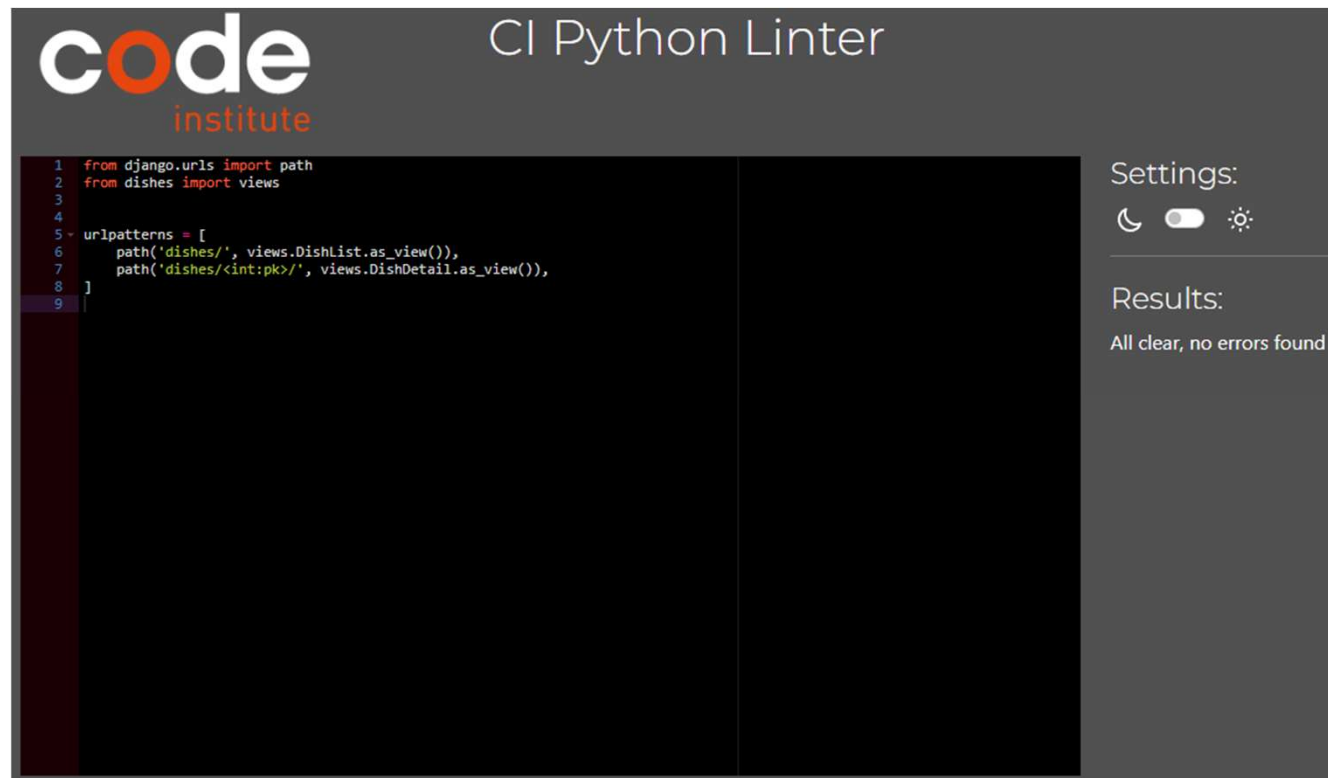 code
institute
CI Python Linter
1 from django.urls import path
2 from dishes import views
3
4
5 urlpatterns = [
6     path('dishes/', views.DishList.as_view()),
7     path('dishes/<int:pk>/', views.DishDetail.as_view()),
8 ]
9
Settings:
Results:
All clear, no errors found